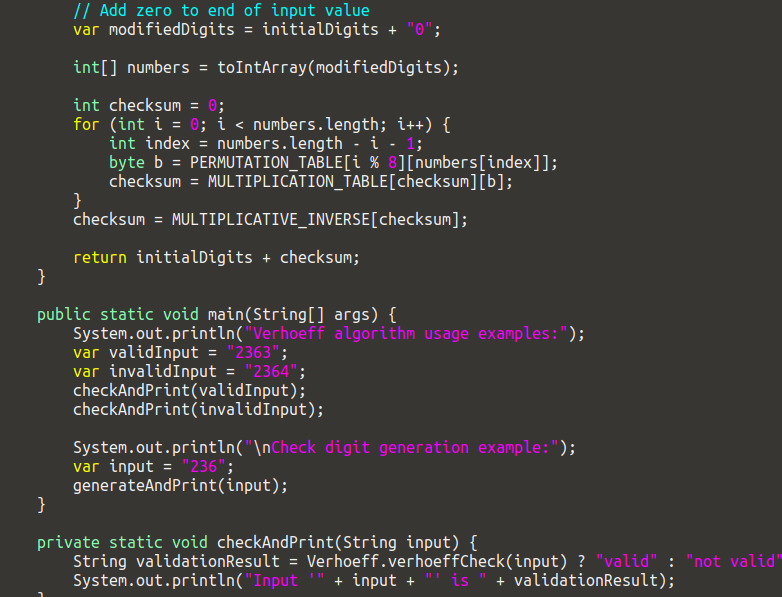 // Add zero to end of input value
var modifiedDigits = initialDigits + "0";
int[] numbers = toIntArray(modifiedDigits);
int checksum = 0;
for (int i = 0; i < numbers.length; i++) {
int index = numbers.length - i - 1;
byte b = PERMUTATION_TABLE[i % 8][numbers[index]];
checksum = MULTIPLICATION_TABLE[checksum][b];
}
checksum = MULTIPLICATIVE_INVERSE[checksum];
return initialDigits + checksum;
}
public static void main(String[] args) {
System.out.println("Verhoeff algorithm usage examples:");
var validInput = "2363";
var invalidInput = "2364";
checkAndPrint(validInput);
checkAndPrint(invalidInput);
System.out.println("\nCheck digit generation example:");
var input = "236";
generateAndPrint(input);
}
private static void checkAndPrint(String input) {
String validationResult = Verhoeff.verhoeffCheck(input) ? "valid" : "not valid"
System.out.println("Input '" + input + "' is " + validationResult);
}